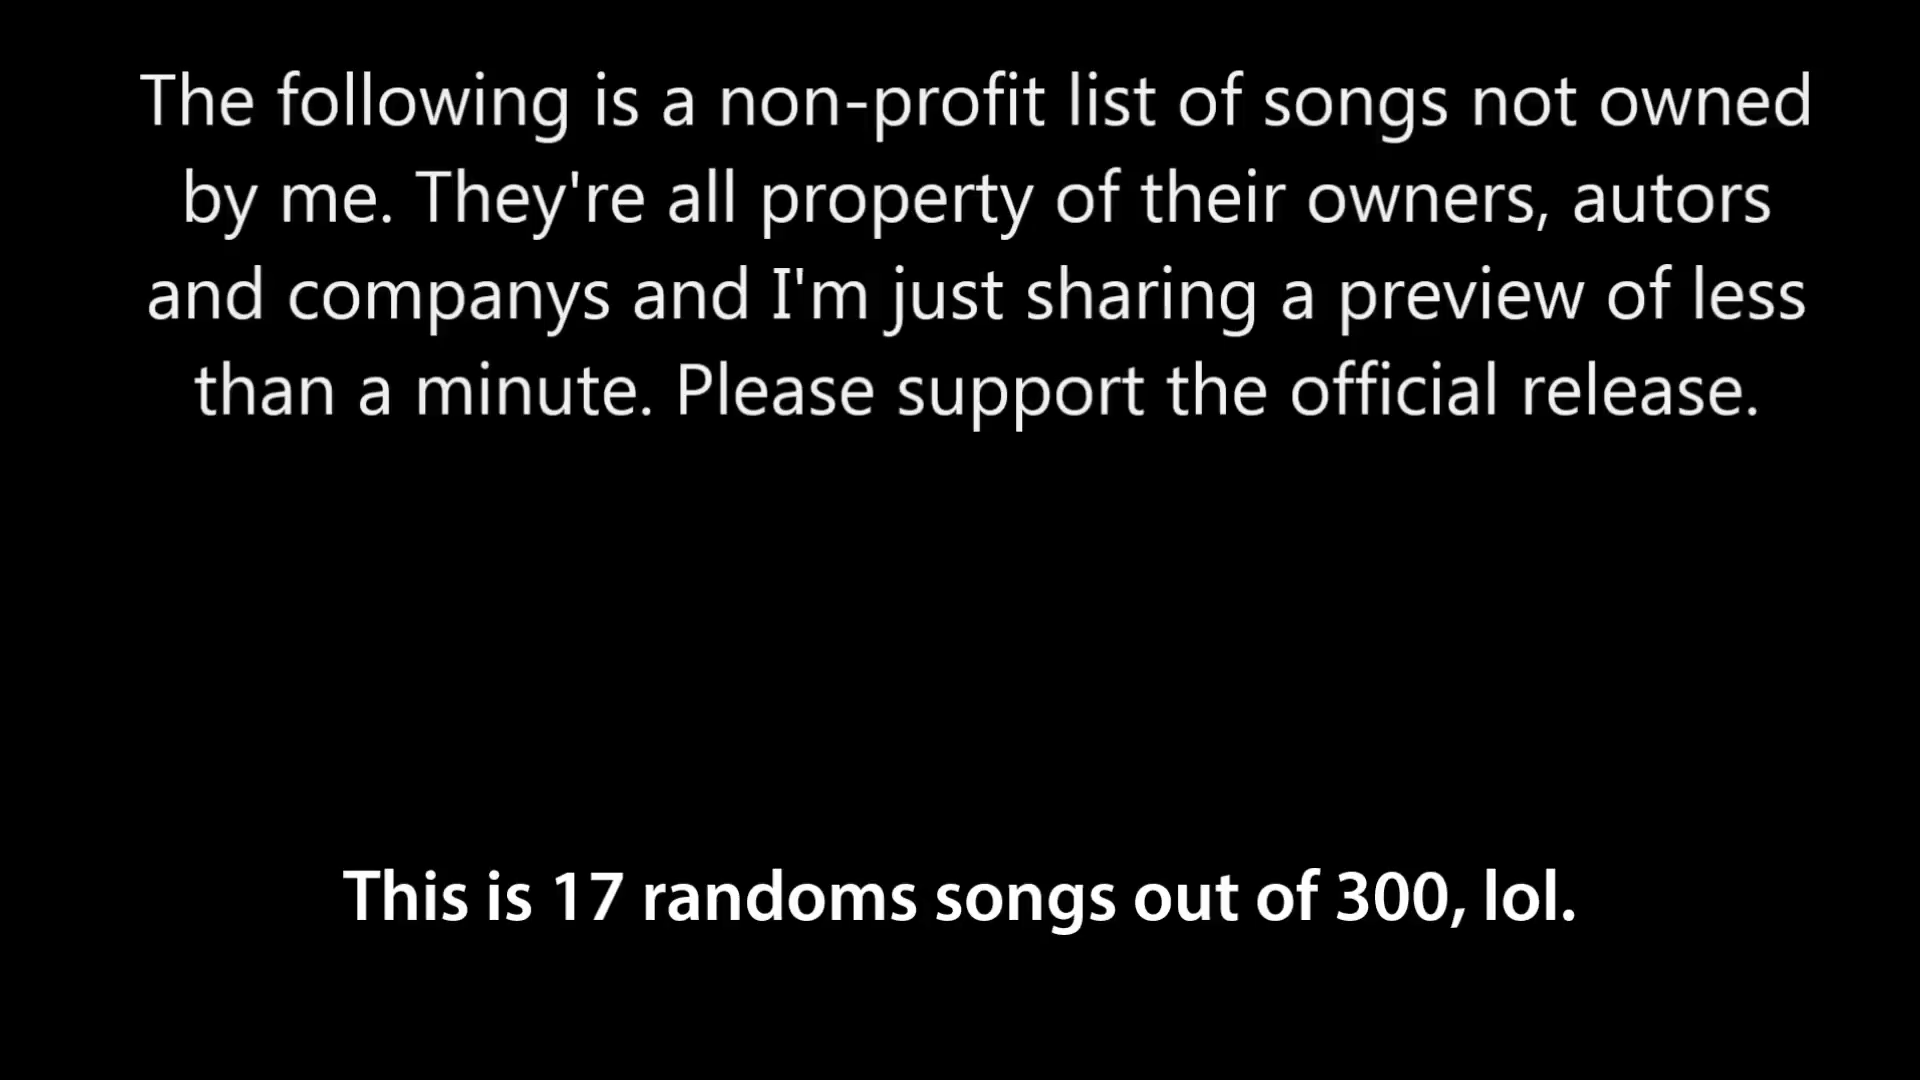 The following is a non-profit list of songs not owned
by me. They're all property of their owners, autors
and companys and I'm just sharing a preview of less
than a minute. Please support the official release.
This is 17 randoms songs out of 300, lol.